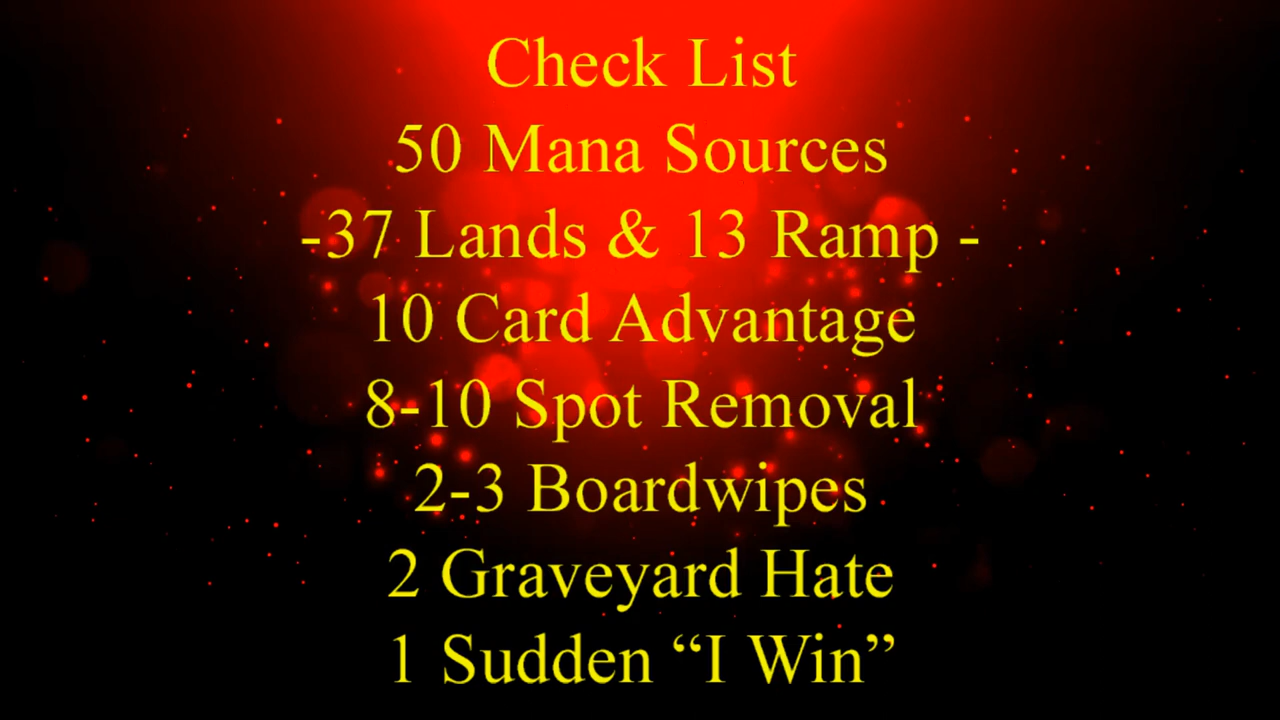 Check List
50 Mana Sources
-37 Lands & 13 Ramp -
10 Card Advantage
8-10 Spot Removal
2-3 Boardwipes
2 Graveyard Hate
1 Sudden “I Win”